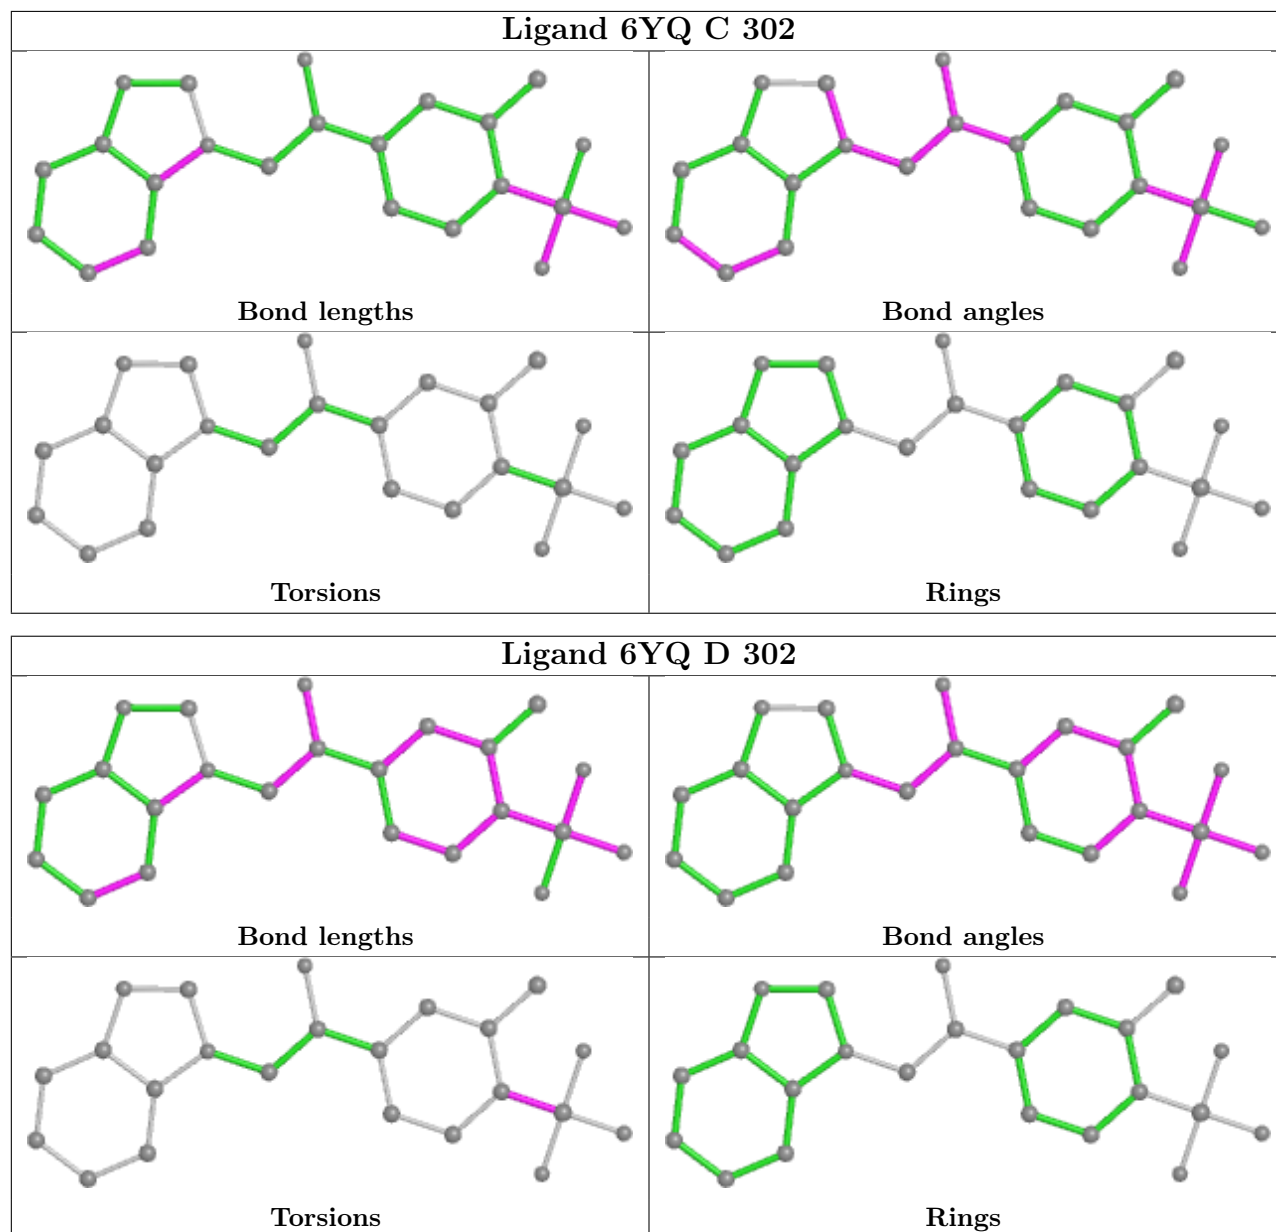 Ligand 6YQ C 302
Bond lengths
Bond angles
Torsions
Rings
Ligand 6YQ D 302
Bond lengths
Bond angles
Torsions
Rings